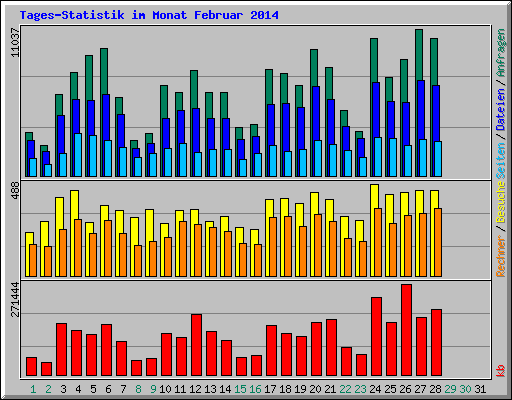 Tages-Statistik im Monat Februar 2014
11037
488
271444
Rechner / Besuche Seiten / Dateien / Anfragen
kb
1 2 3 4 5 6 7 8 9 10 11 12 13 14 15 16 17 18 19 20 21 22 23 24 25 26 27 28 29 30 31